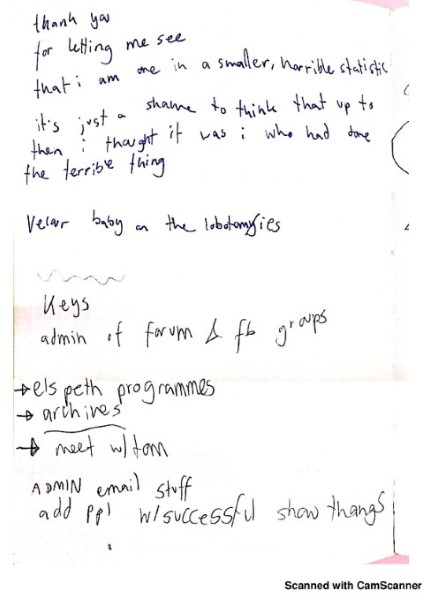 thank you
for letting me see
that i am one in a smaller, horrible statistic
it's just a shame to think that up to
then i thought it was i who had done
the terrible thing
baby on the
Keys
admin of forum & fb groups
→ elspeth programmes
→ archives
→ meet w/ tom
ADMIN email stuff
add ppl w/ successful show thangs
Scanned with CamScanner